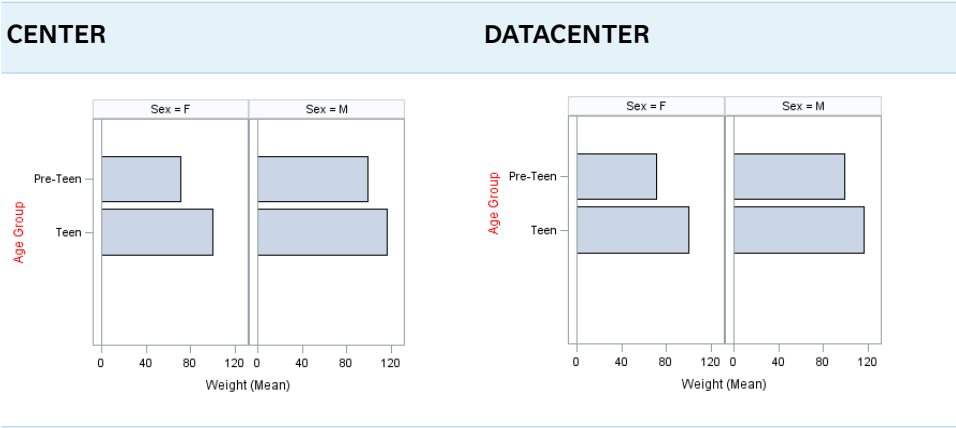 CENTER
DATACENTER
Sex = F
Sex = M
Pre-Teen
Teen
Age Group
0 40 80 120 0 40 80 120
Weight (Mean)
Sex = F
Sex = M
Pre-Teen
Teen
Age Group
0 40 80 120 0 40 80 120
Weight (Mean)